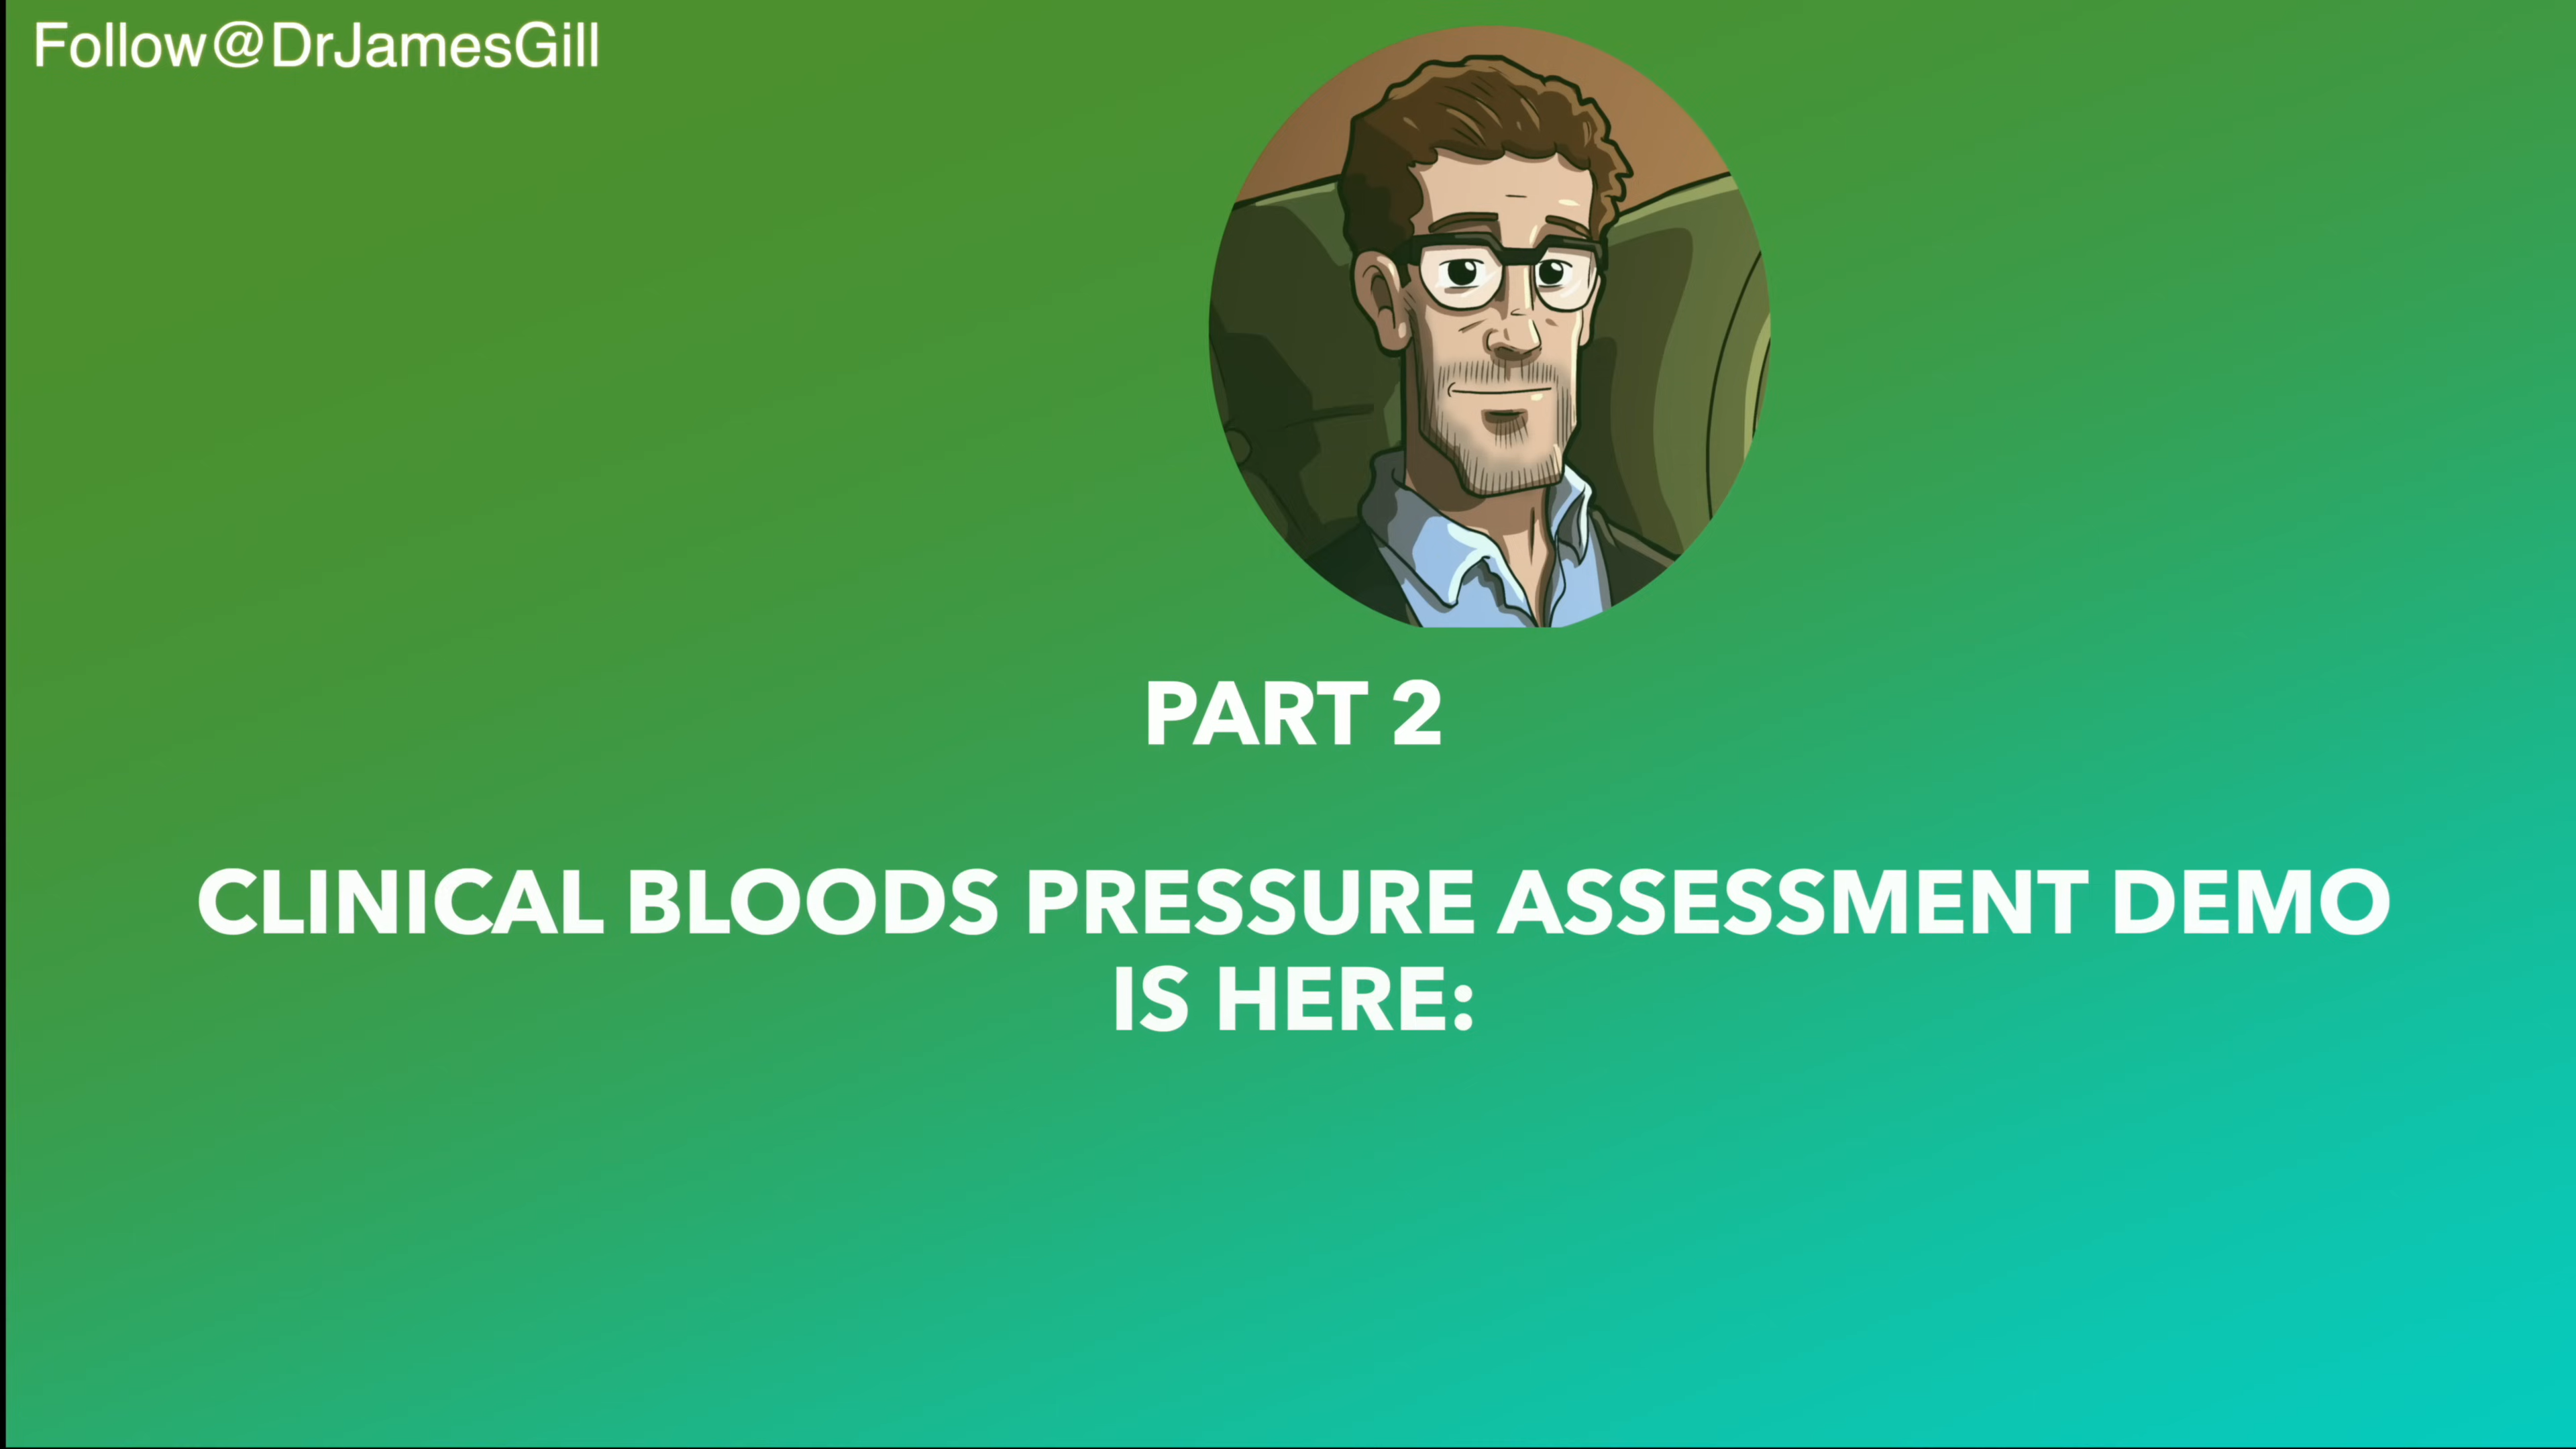 Follow@DrJamesGill
PART 2
CLINICAL BLOODS PRESSURE ASSESSMENT DEMO
IS HERE: